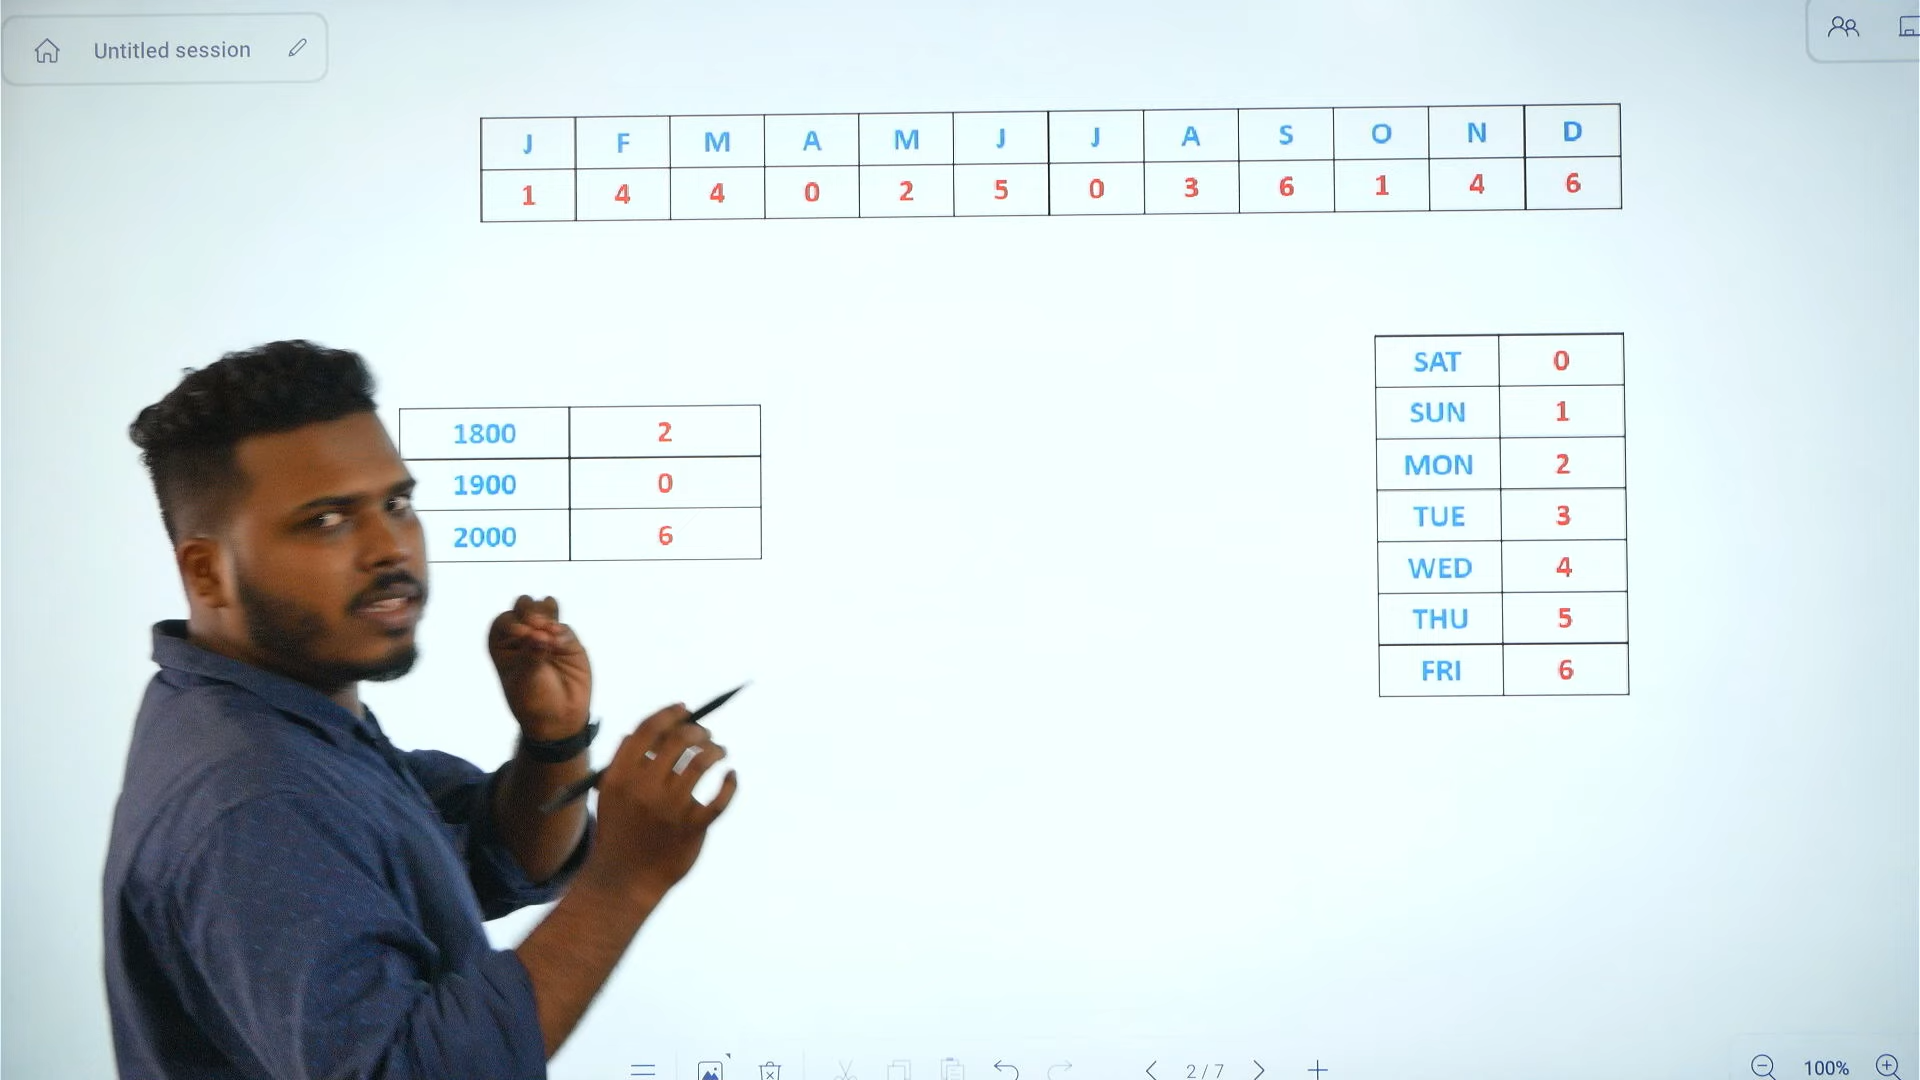 Untitled session
J F M A M J J A S O N D
1 4 4 0 2 5 0 3 6 1 4 6
1800 2
1900 0
2000 6
SAT 0
SUN 1
MON 2
TUE 3
WED 4
THU 5
FRI 6
2/7
100%